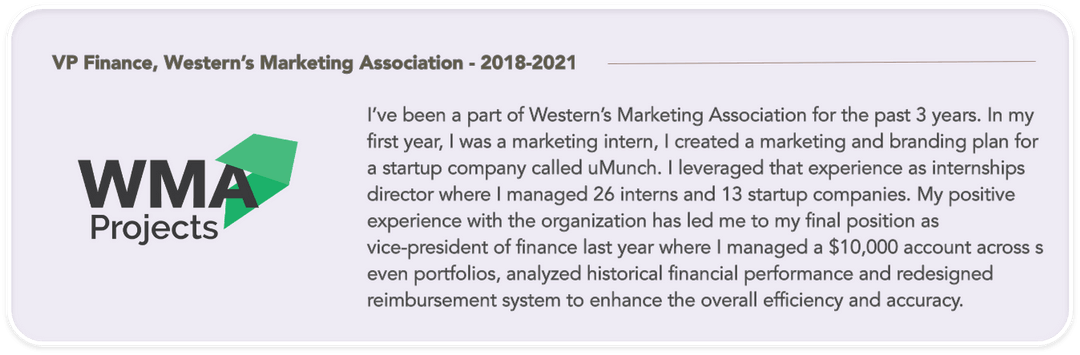 VP Finance, Western's Marketing Association - 2018-2021
WMA
Projects
I've been a part of Western's Marketing Association for the past 3 years. In my
first year, I was a marketing intern, I created a marketing and branding plan for
a startup company called uMunch. I leveraged that experience as internships
director where I managed 26 interns and 13 startup companies. My positive
experience with the organization has led me to my final position as
vice-president of finance last year where I managed a $10,000 account across s
even portfolios, analyzed historical financial performance and redesigned
reimbursement system to enhance the overall efficiency and accuracy.